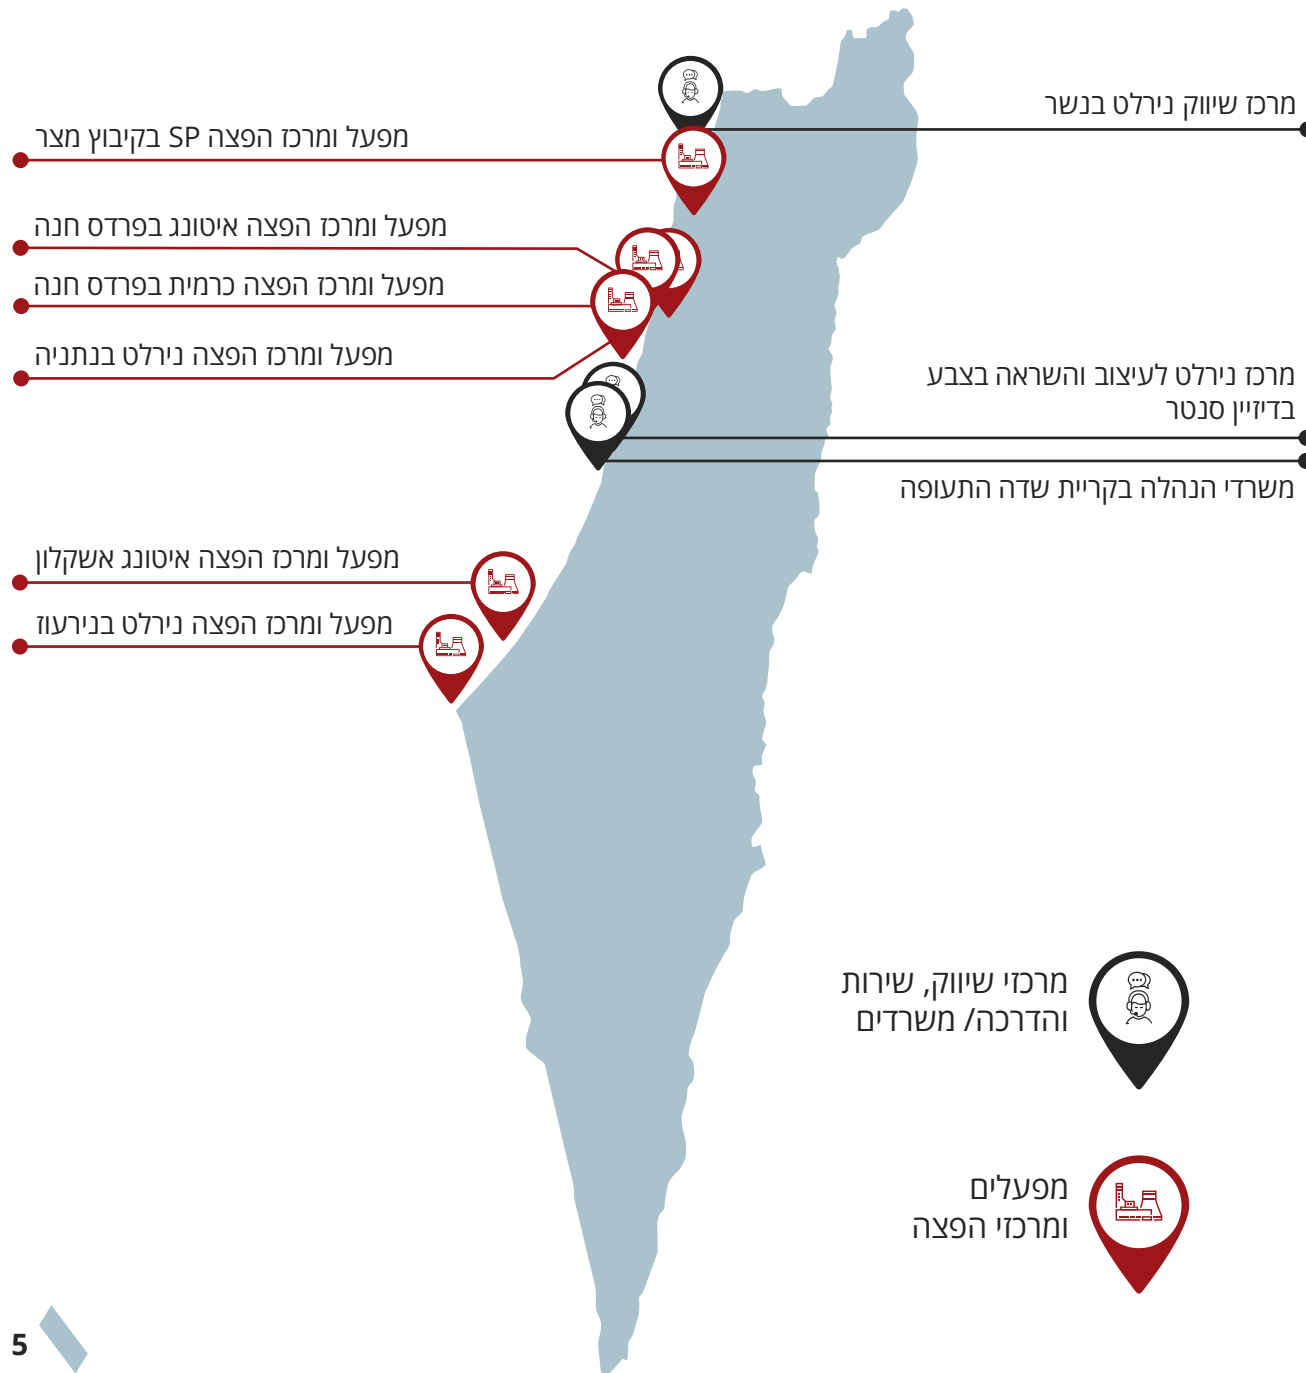 מרכז שיווק נירלט בנשר
מפעל ומרכז הפצה SP בקיבוץ מצר
מפעל ומרכז הפצה איטונג בפרדס חנה
מפעל ומרכז הפצה כרמית בפרדס חנה
מפעל ומרכז הפצה נירלט בנתניה
מרכז נירלט לעיצוב והשראה בצבע
בדיזיין סנטר
משרדי הנהלה בקריית שדה התעופה
מפעל ומרכז הפצה איטונג אשקלון
מפעל ומרכז הפצה נירלט בנירעוז
מרכזי שיווק, שירות
והדרכה/ משרדים
מפעלים
ומרכזי הפצה
5